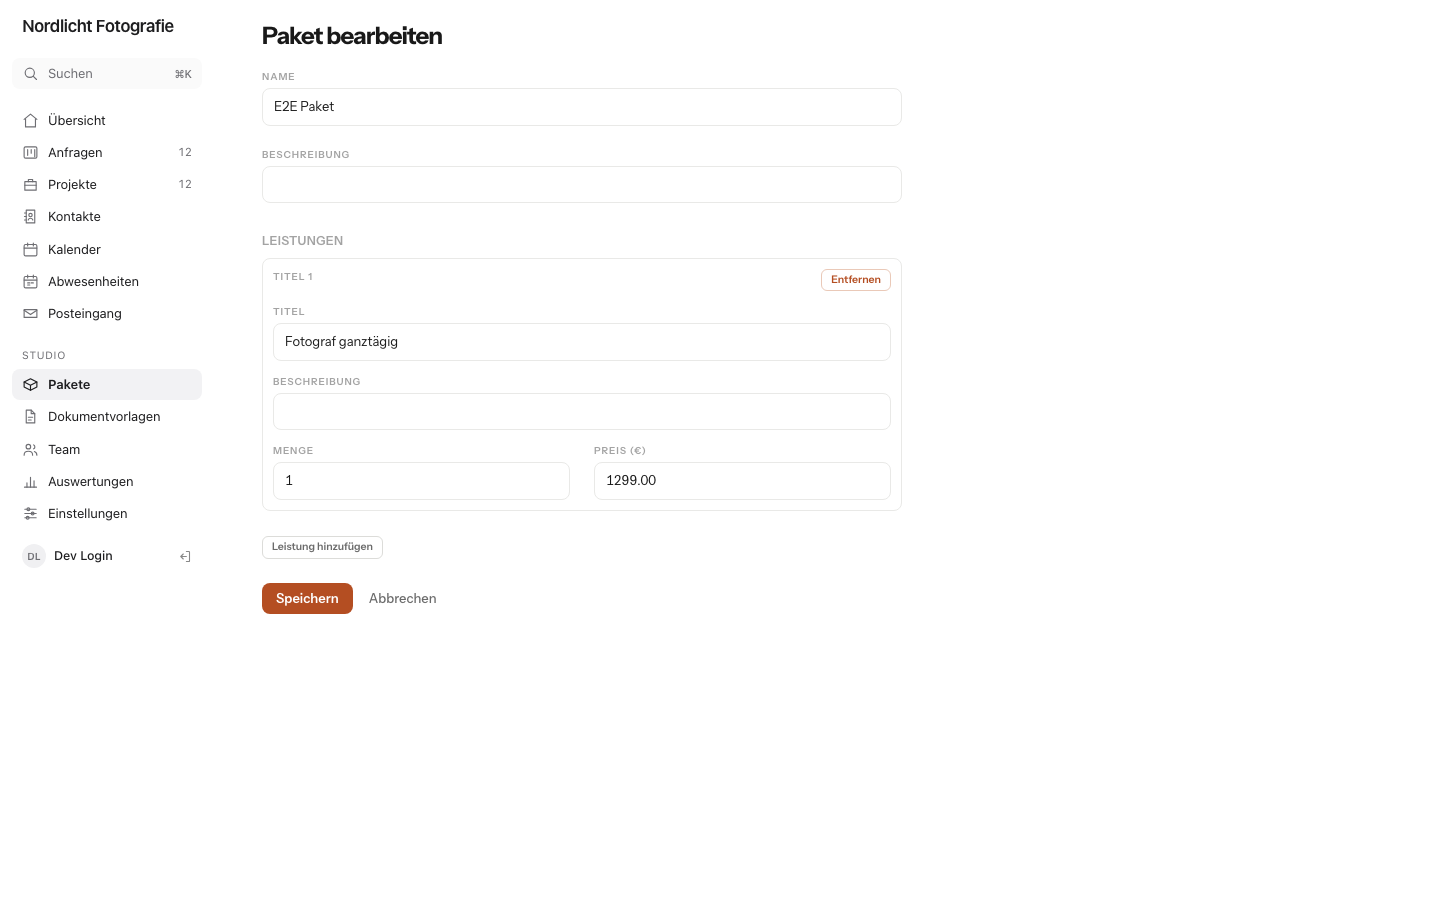 Nordlicht Fotografie
Suchen ⌘K
Übersicht
Anfragen 12
Projekte 12
Kontakte
Kalender
Abwesenheiten
Posteingang
STUDIO
Pakete
Dokumentvorlagen
Team
Auswertungen
Einstellungen
DL Dev Login
Paket bearbeiten
NAME
E2E Paket
BESCHREIBUNG
LEISTUNGEN
TITEL 1 Entfernen
TITEL
Fotograf ganztägig
BESCHREIBUNG
MENGE PREIS (€)
1 1299.00
Leistung hinzufügen
Speichern Abbrechen